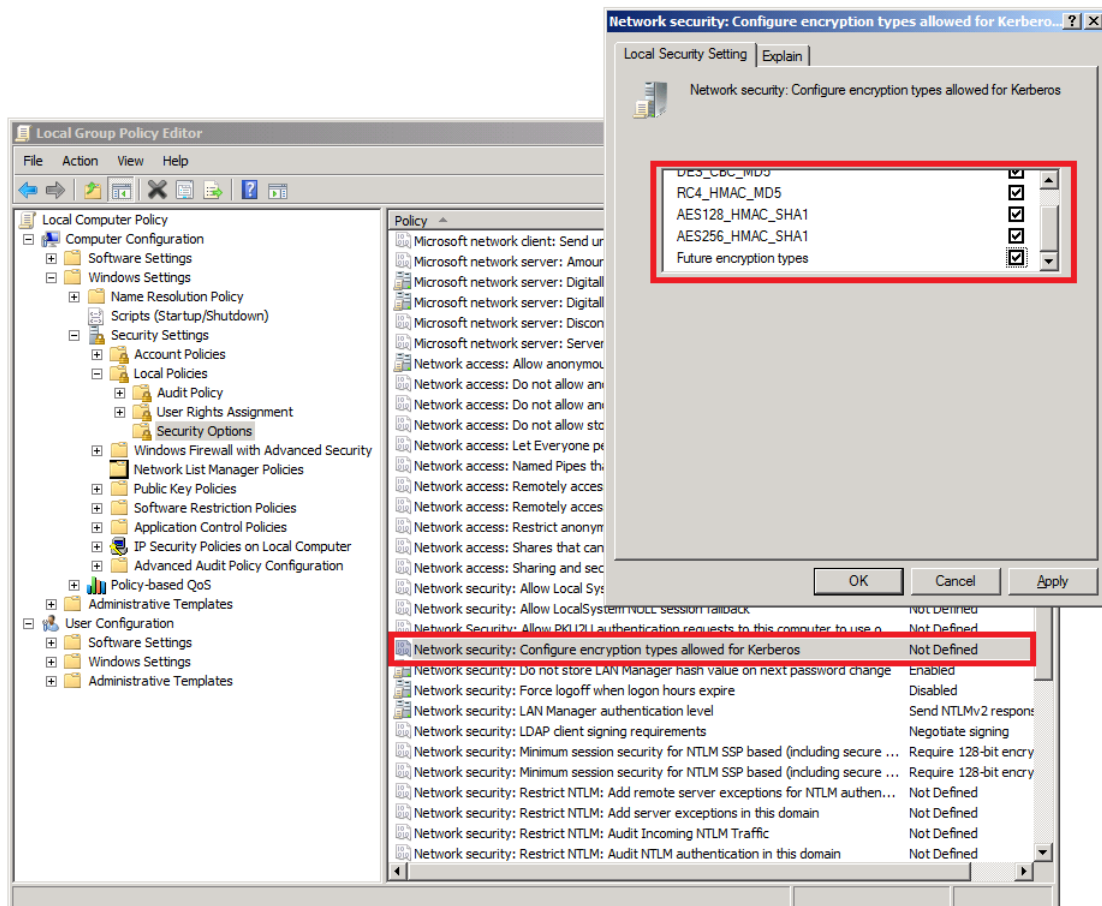 Network security: Configure encryption types allowed for Kerbero...
Local Security Setting
Explain
Network security: Configure encryption types allowed for Kerberos
DES_CBC_MD5
RC4_HMAC_MD5
AES128_HMAC_SHA1
AES256_HMAC_SHA1
Future encryption types
OK
Cancel
Apply
Local Group Policy Editor
File Action View Help
Local Computer Policy
Computer Configuration
Software Settings
Windows Settings
Name Resolution Policy
Scripts (Startup/Shutdown)
Security Settings
Account Policies
Local Policies
Audit Policy
User Rights Assignment
Security Options
Windows Firewall with Advanced Security
Network List Manager Policies
Public Key Policies
Software Restriction Policies
Application Control Policies
IP Security Policies on Local Computer
Advanced Audit Policy Configuration
Policy-based QoS
Administrative Templates
User Configuration
Software Settings
Windows Settings
Administrative Templates
Policy
Microsoft network client: Send ur
Microsoft network server: Amour
Microsoft network server: Digitall
Microsoft network server: Digitall
Microsoft network server: Discon
Microsoft network server: Server
Network access: Allow anonymou
Network access: Do not allow and
Network access: Do not allow and
Network access: Do not allow sto
Network access: Let Everyone pe
Network access: Named Pipes tha
Network access: Remotely acces
Network access: Remotely acces
Network access: Restrict anonym
Network access: Shares that can
Network access: Sharing and sec
Network security: Allow Local Sys
Network security: Allow LocalSystem NULL session fallback Not Defined
Network Security: Allow PKU2U authentication requests to this computer to use o... Not Defined
Network security: Configure encryption types allowed for Kerberos Not Defined
Network security: Do not store LAN Manager hash value on next password change Enabled
Network security: Force logoff when logon hours expire Disabled
Network security: LAN Manager authentication level Send NTLMv2 respons
Network security: LDAP client signing requirements Negotiate signing
Network security: Minimum session security for NTLM SSP based (including secure ... Require 128-bit encry
Network security: Minimum session security for NTLM SSP based (including secure ... Require 128-bit encry
Network security: Restrict NTLM: Add remote server exceptions for NTLM authen... Not Defined
Network security: Restrict NTLM: Add server exceptions in this domain Not Defined
Network security: Restrict NTLM: Audit Incoming NTLM Traffic Not Defined
Network security: Restrict NTLM: Audit NTLM authentication in this domain Not Defined